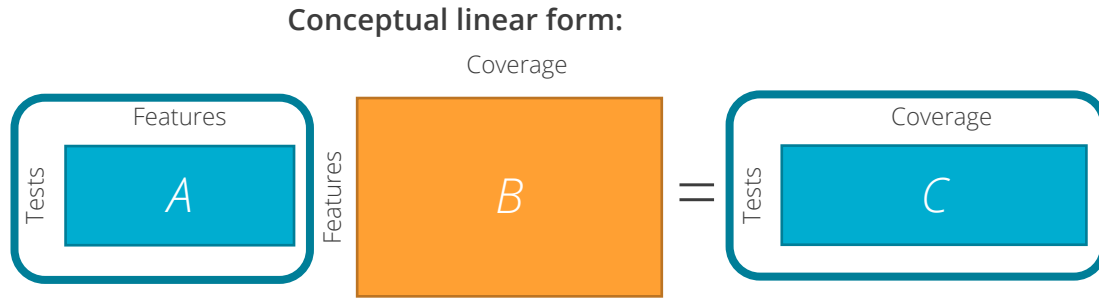 Conceptual linear form:
Coverage
Features
Coverage
Tests
A
Features
B
=
Tests
C